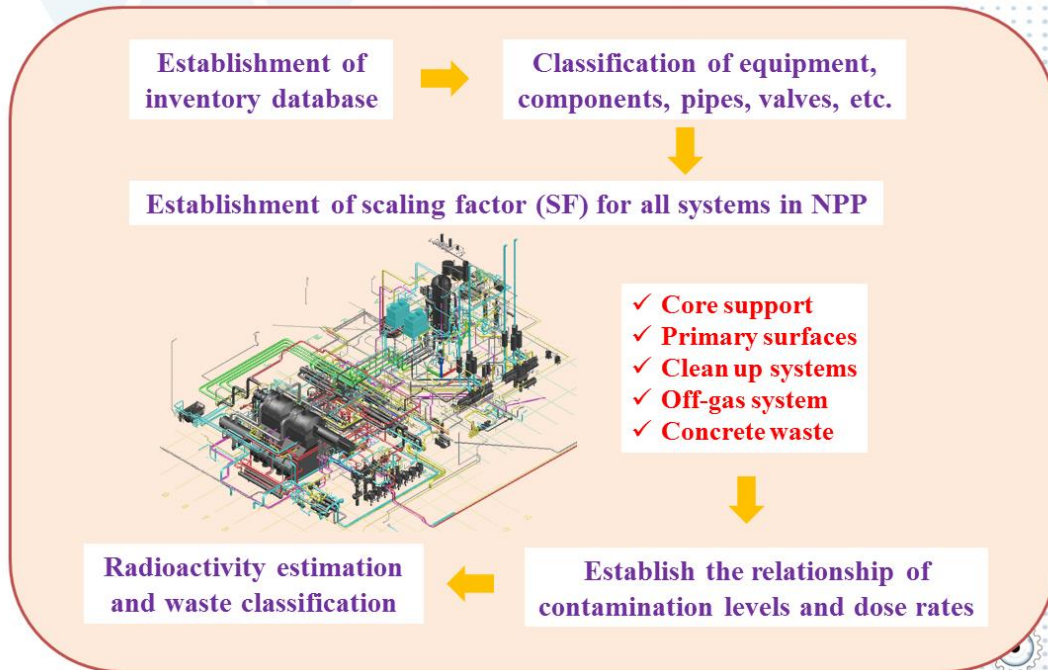 Establishment of
inventory database
Classification of equipment,
components, pipes, valves, etc.
Establishment of scaling factor (SF) for all systems in NPP
✓ Core support
✓ Primary surfaces
✓ Clean up systems
✓ Off-gas system
✓ Concrete waste
Radioactivity estimation
and waste classification
Establish the relationship of
contamination levels and dose rates